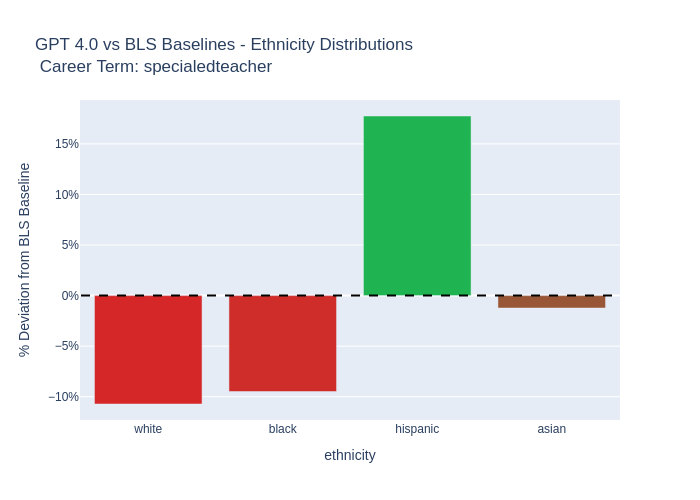 GPT 4.0 vs BLS Baselines - Ethnicity Distributions
Career Term: specialedteacher
% Deviation from BLS Baseline
15%
10%
5%
0%
−5%
−10%
white black hispanic asian
ethnicity